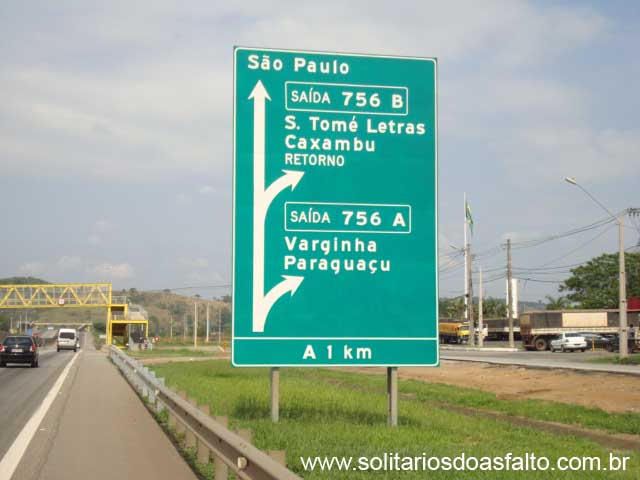 São Paulo
SAÍDA 756 B
S. Tomé Letras
Caxambu
RETORNO
SAÍDA 756 A
Varginha
Paraguaçu
A 1 km
www.solitariosdoasfalto.com.br